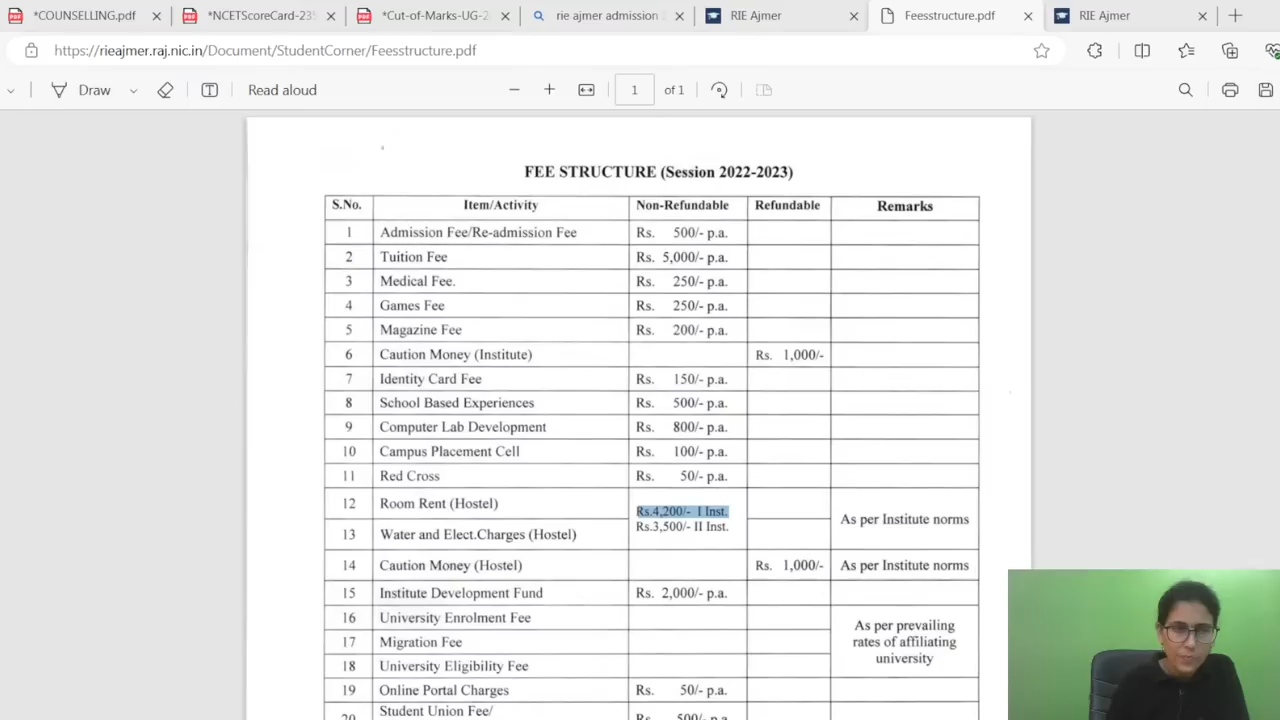 *COUNSELLING.pdf
*NCETScoreCard-235
*Cut-of-Marks-UG-2
rie ajmer admission
RIE Ajmer
Feesstructure.pdf
RIE Ajmer
https://rieajmer.raj.nic.in/Document/StudentCorner/Feesstructure.pdf
Draw
Read aloud
1
of 1
FEE STRUCTURE (Session 2022-2023)
S.No. Item/Activity Non-Refundable Refundable Remarks
1 Admission Fee/Re-admission Fee Rs. 500/- p.a.
2 Tuition Fee Rs. 5,000/- p.a.
3 Medical Fee. Rs. 250/- p.a.
4 Games Fee Rs. 250/- p.a.
5 Magazine Fee Rs. 200/- p.a.
6 Caution Money (Institute) Rs. 1,000/-
7 Identity Card Fee Rs. 150/- p.a.
8 School Based Experiences Rs. 500/- p.a.
9 Computer Lab Development Rs. 800/- p.a.
10 Campus Placement Cell Rs. 100/- p.a.
11 Red Cross Rs. 50/- p.a.
12 Room Rent (Hostel) Rs.4,200/- I Inst.
As per Institute norms
13 Water and Elect.Charges (Hostel) Rs.3,500/- II Inst.
14 Caution Money (Hostel) Rs. 1,000/- As per Institute norms
15 Institute Development Fund Rs. 2,000/- p.a.
16 University Enrolment Fee
17 Migration Fee
18 University Eligibility Fee
As per prevailing
rates of affiliating
university
19 Online Portal Charges Rs. 50/- p.a.
20 Student Union Fee/ Rs. 500/- p.a.